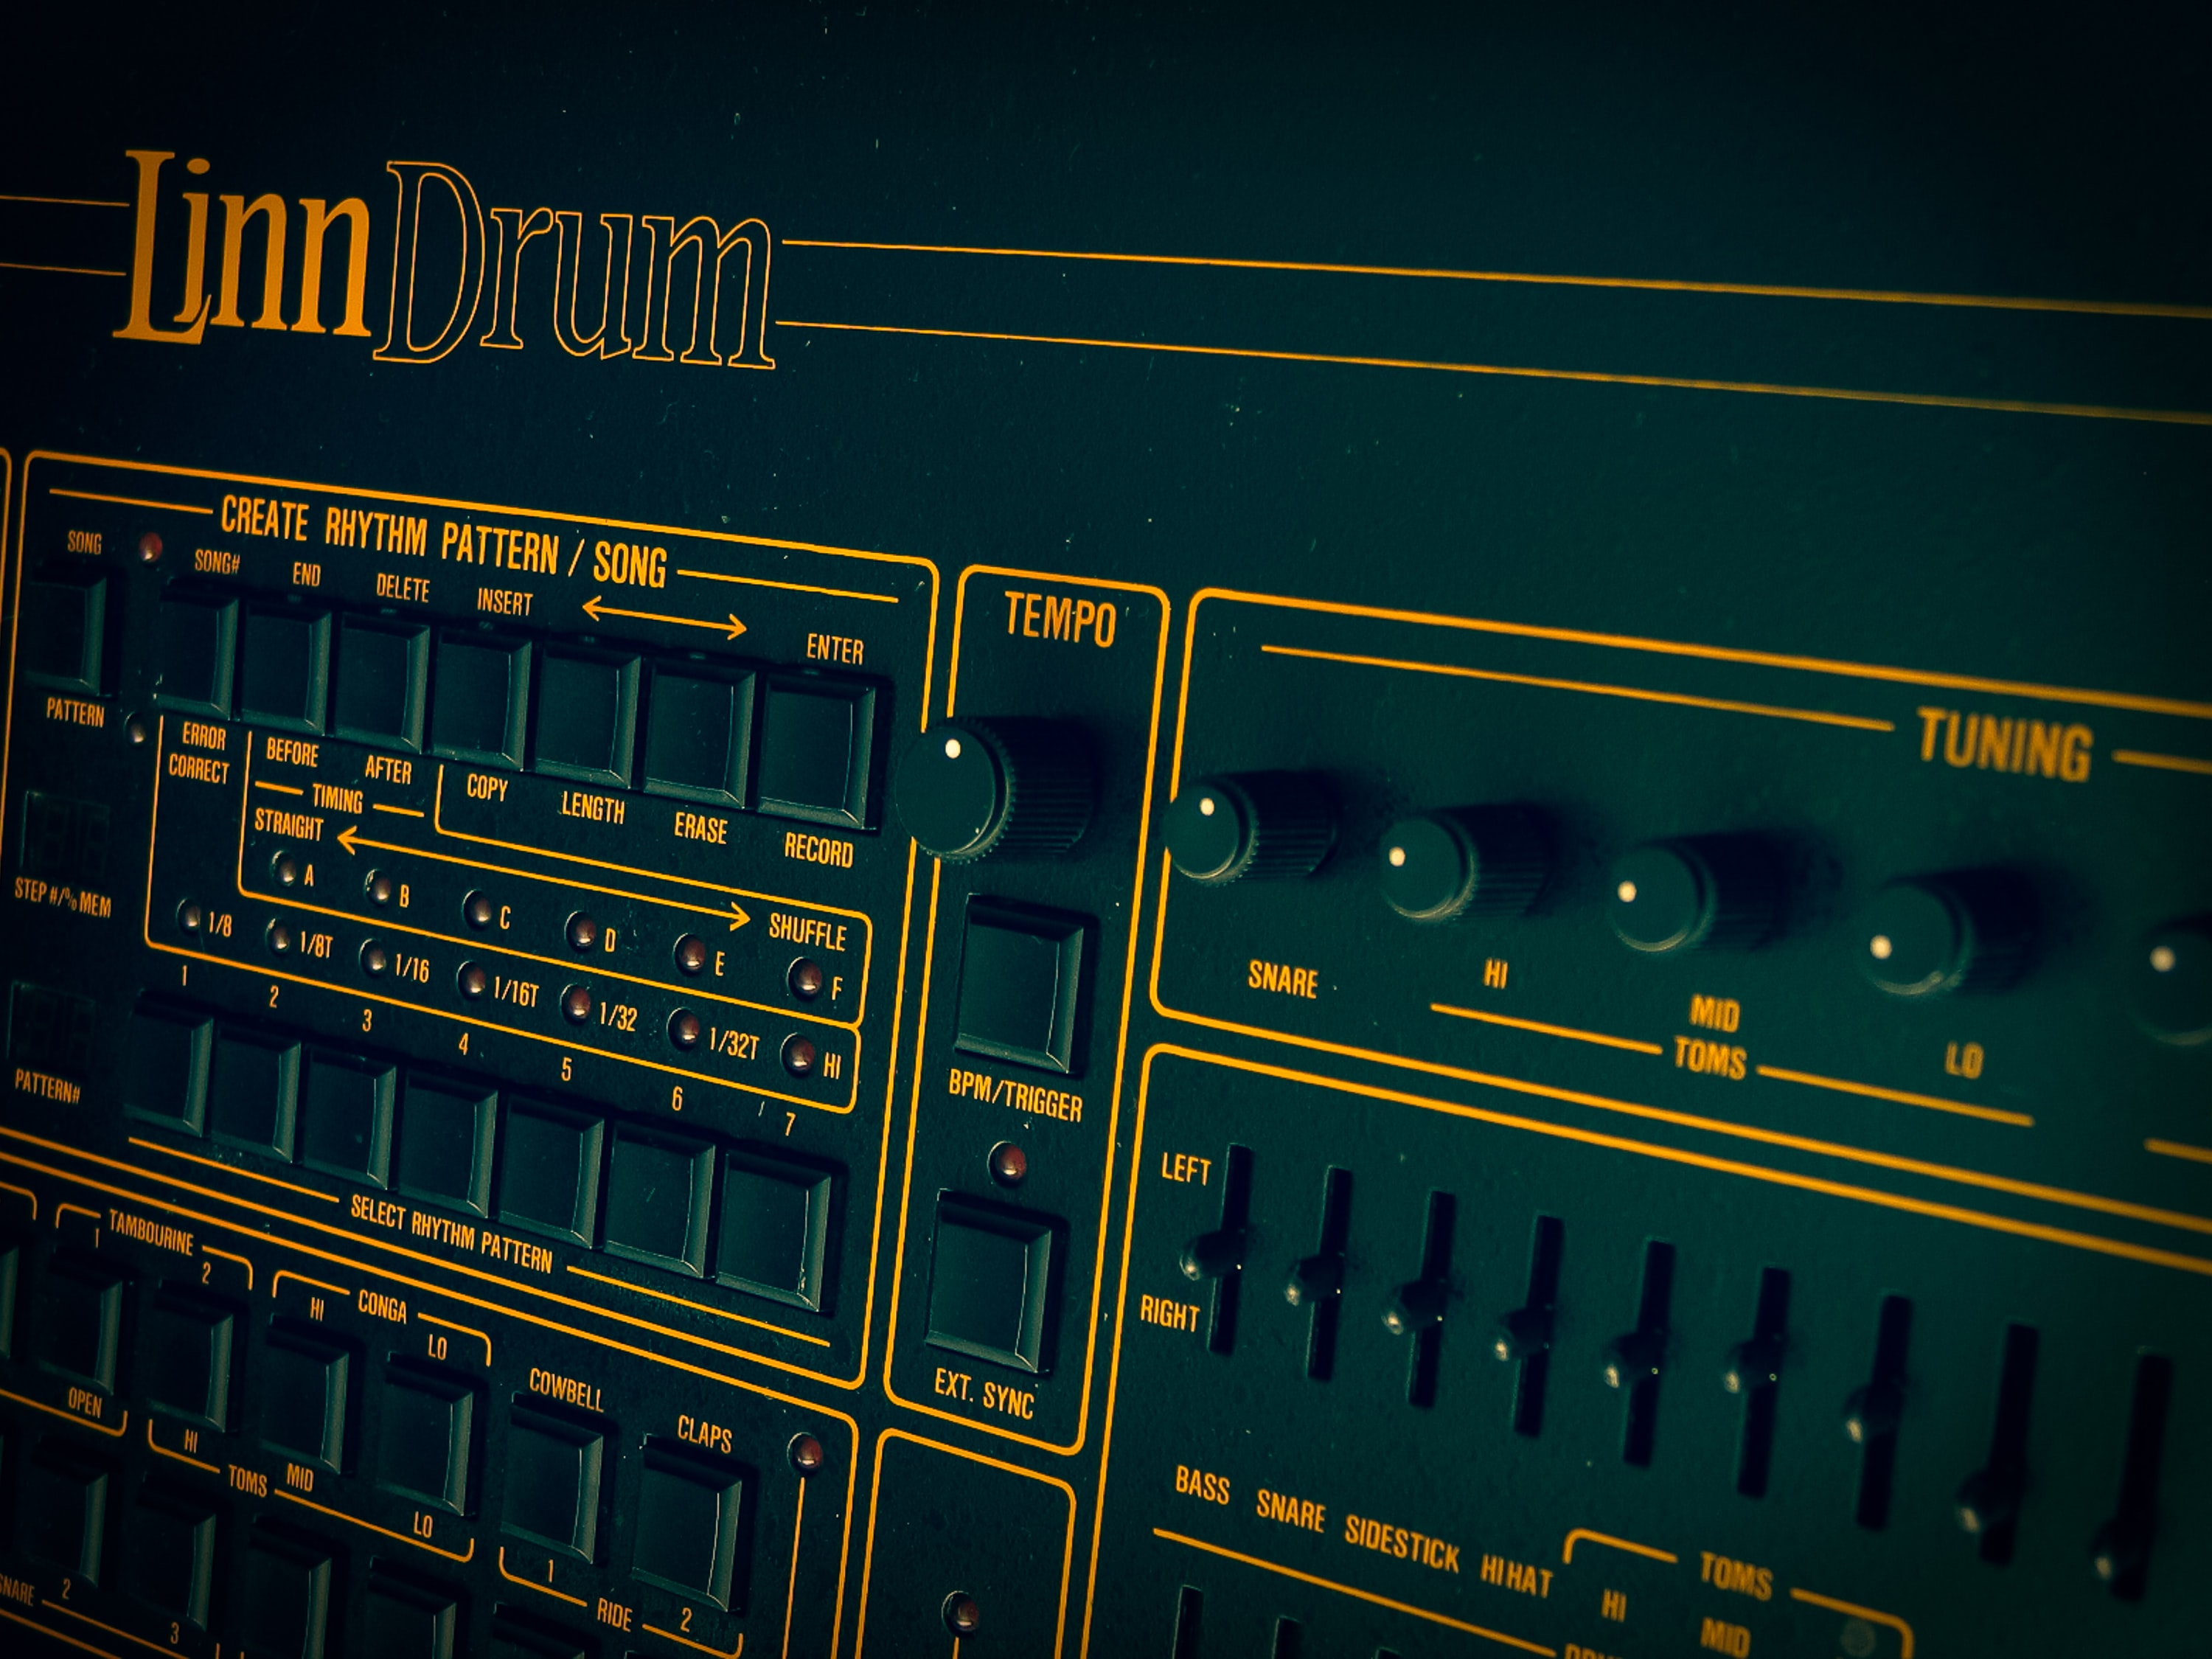 LinnDrum
CREATE RHYTHM PATTERN / SONG
SONG
SONG#
END
DELETE
INSERT
ENTER
PATTERN
ERROR
CORRECT
BEFORE
AFTER
TIMING
COPY
LENGTH
ERASE
RECORD
STRAIGHT
SHUFFLE
A B C D E F
STEP #/% MEM
1/8 1/8T 1/16 1/16T 1/32 1/32T HI
1 2 3 4 5 6 7
PATTERN#
SELECT RHYTHM PATTERN
TEMPO
BPM/TRIGGER
EXT. SYNC
TUNING
SNARE
HI
MID
LO
TOMS
LEFT
RIGHT
BASS SNARE SIDESTICK HIHAT
TOMS
HI
MID
TAMBOURINE
1
2
CONGA
HI
LO
COWBELL
CLAPS
OPEN
HI
TOMS
MID
LO
1
RIDE
2
SNARE
2
3